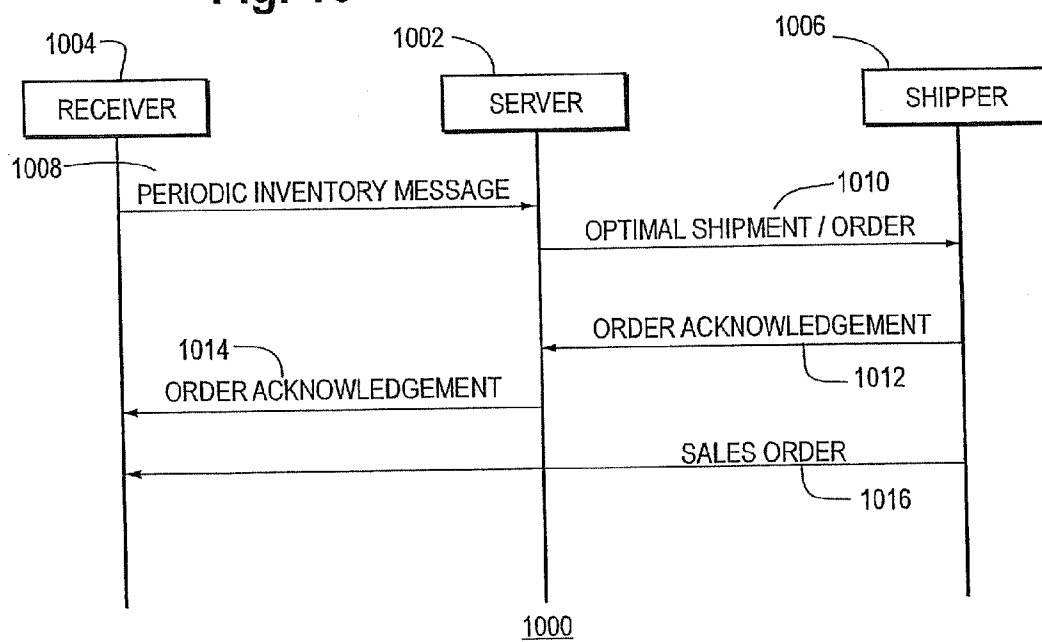 1004
1002
1006
RECEIVER
SERVER
SHIPPER
1008
PERIODIC INVENTORY MESSAGE
1010
OPTIMAL SHIPMENT / ORDER
ORDER ACKNOWLEDGEMENT
1014
1012
ORDER ACKNOWLEDGEMENT
SALES ORDER
1016
1000